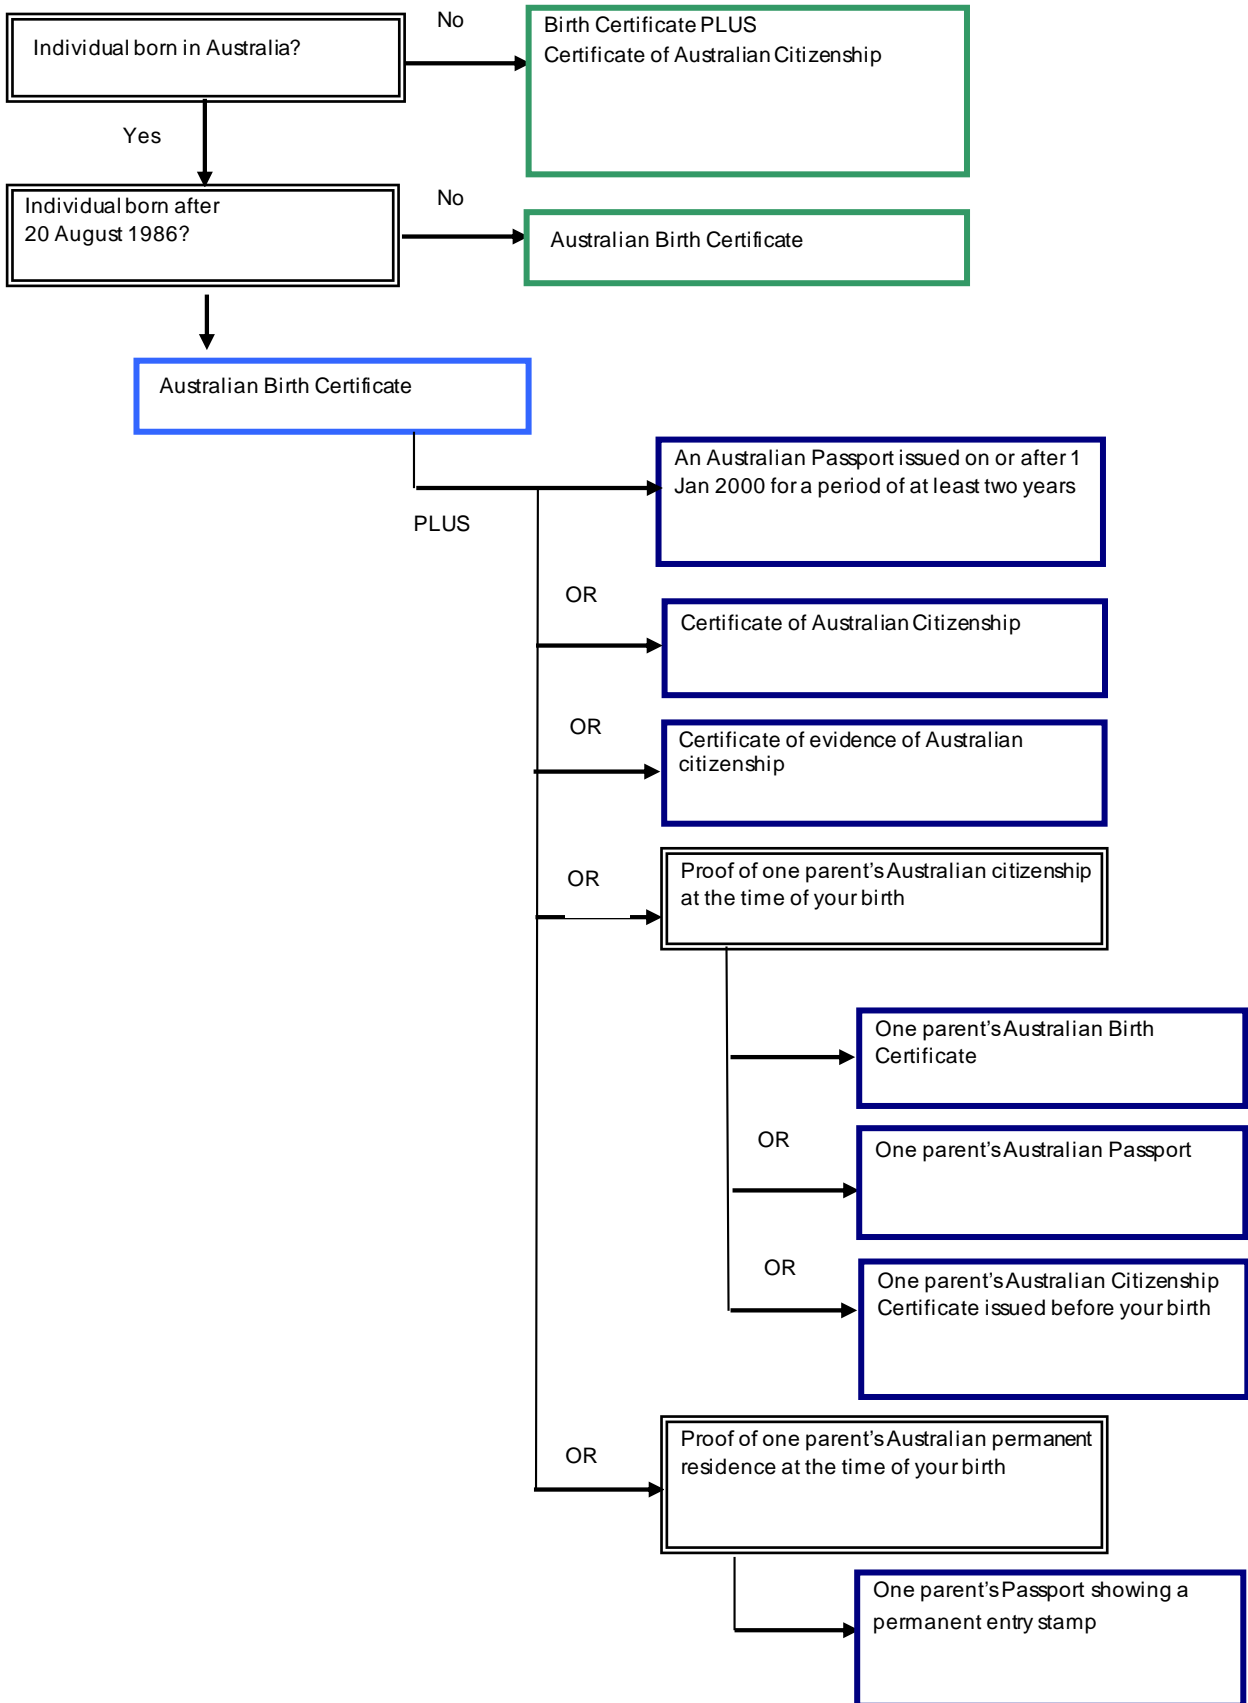 No
Individual born in Australia?
Birth Certificate PLUS
Certificate of Australian Citizenship
Yes
Individual born after
20 August 1986?
No
Australian Birth Certificate
Australian Birth Certificate
An Australian Passport issued on or after 1
Jan 2000 for a period of at least two years
PLUS
OR
Certificate of Australian Citizenship
OR
Certificate of evidence of Australian
citizenship
OR
Proof of one parent's Australian citizenship
at the time of your birth
One parent's Australian Birth
Certificate
OR
One parent's Australian Passport
OR
One parent's Australian Citizenship
Certificate issued before your birth
OR
Proof of one parent's Australian permanent
residence at the time of your birth
One parent's Passport showing a
permanent entry stamp